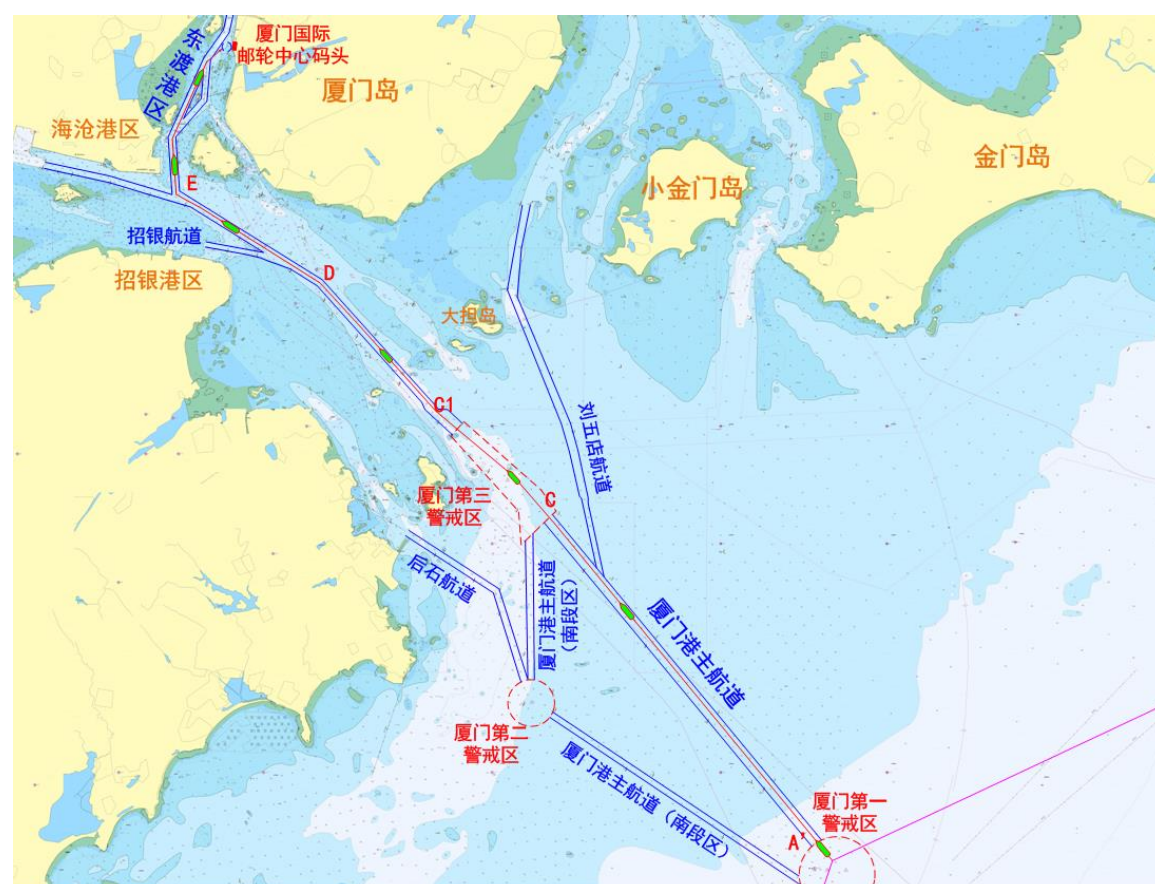 厦门国际
邮轮中心码头
东渡港区
厦门岛
海沧港区
金门岛
小金门岛
E
招银航道
招银港区
D
大担岛
C1
刘五店航道
厦门第三
警戒区
C
后石航道
厦门港主航道
（南段区）
厦门港主航道
厦门第二
警戒区
厦门港主航道（南段区）
厦门第一
警戒区
A'